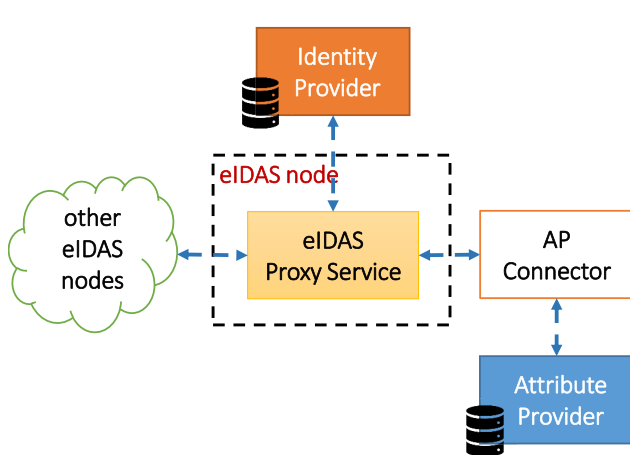 Identity
Provider
eIDAS node
other
eIDAS
nodes
eIDAS
Proxy Service
AP
Connector
Attribute
Provider